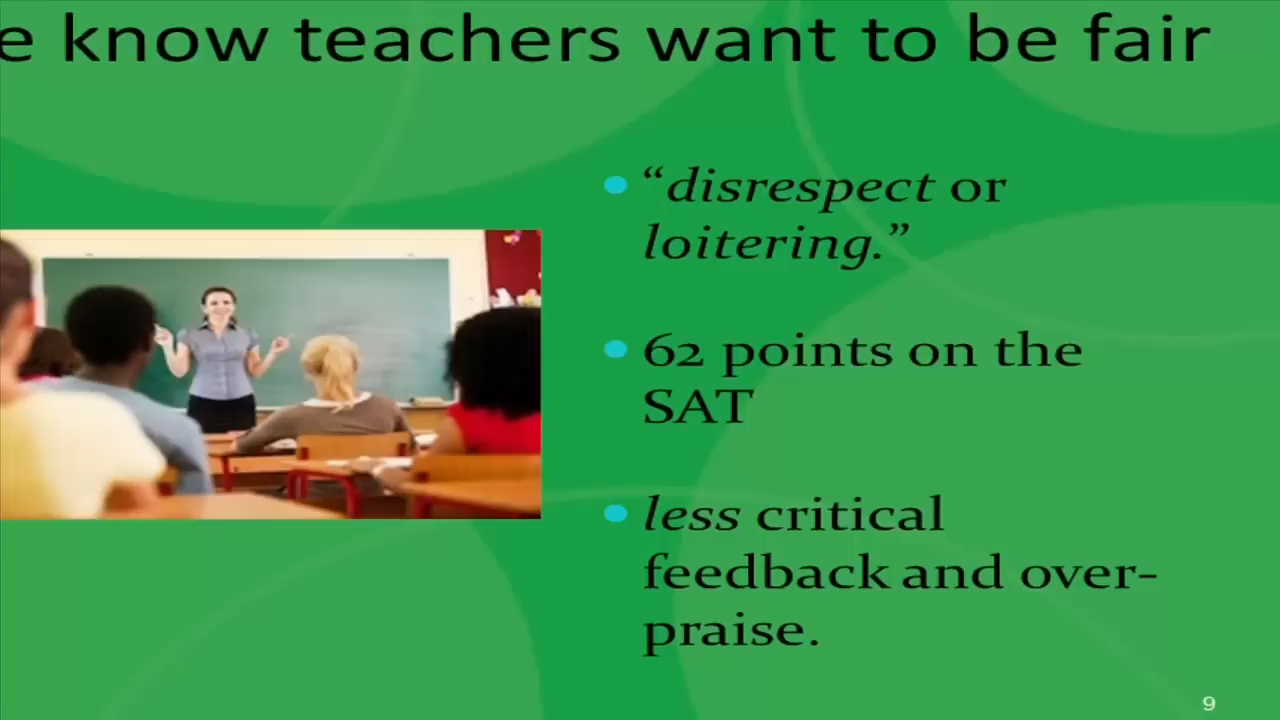 e know teachers want to be fair
“disrespect or
loitering.”
62 points on the
SAT
less critical
feedback and over-
praise.
9